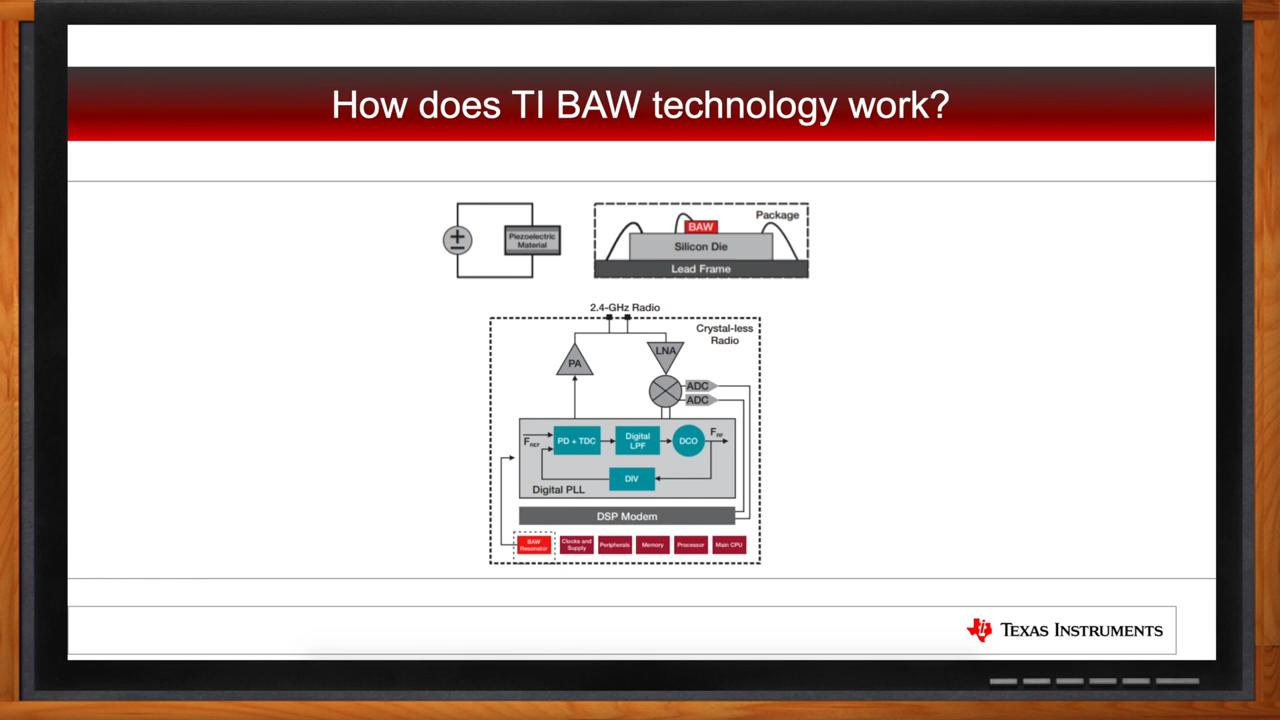 How does TI BAW technology work?
Piezoelectric
Material
BAW
Package
Silicon Die
Lead Frame
2.4-GHz Radio
Crystal-less
Radio
PA
LNA
ADC
ADC
FREF
PD + TDC
Digital
LPF
DCO
FRF
DIV
Digital PLL
DSP Modem
BAW
Resonator
Clocks and
Supply
Peripherals
Memory
Processor
Main CPU
TEXAS INSTRUMENTS